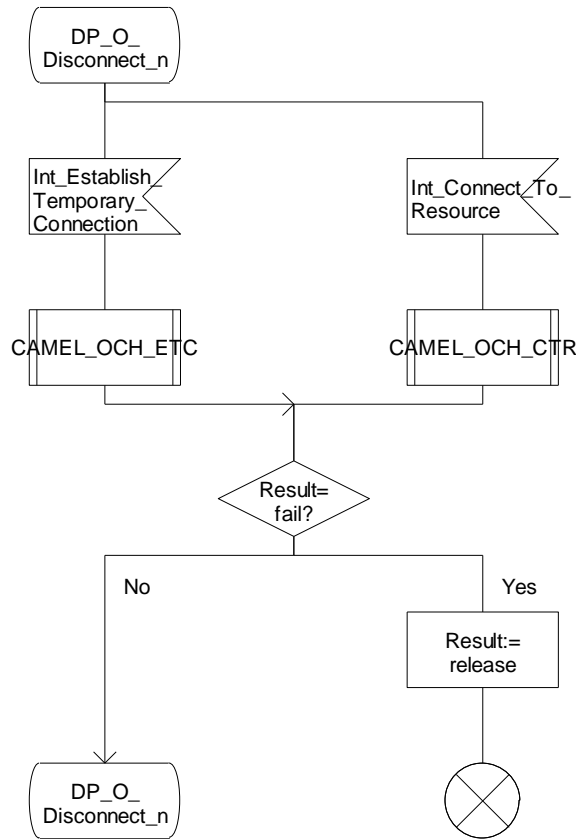 DP_O_
Disconnect_n
Int_Establish_
Temporary_
Connection
Int_Connect_To_
Resource
CAMEL_OCH_ETC
CAMEL_OCH_CTR
Result=
fail?
No
Yes
Result:=
release
DP_O_
Disconnect_n